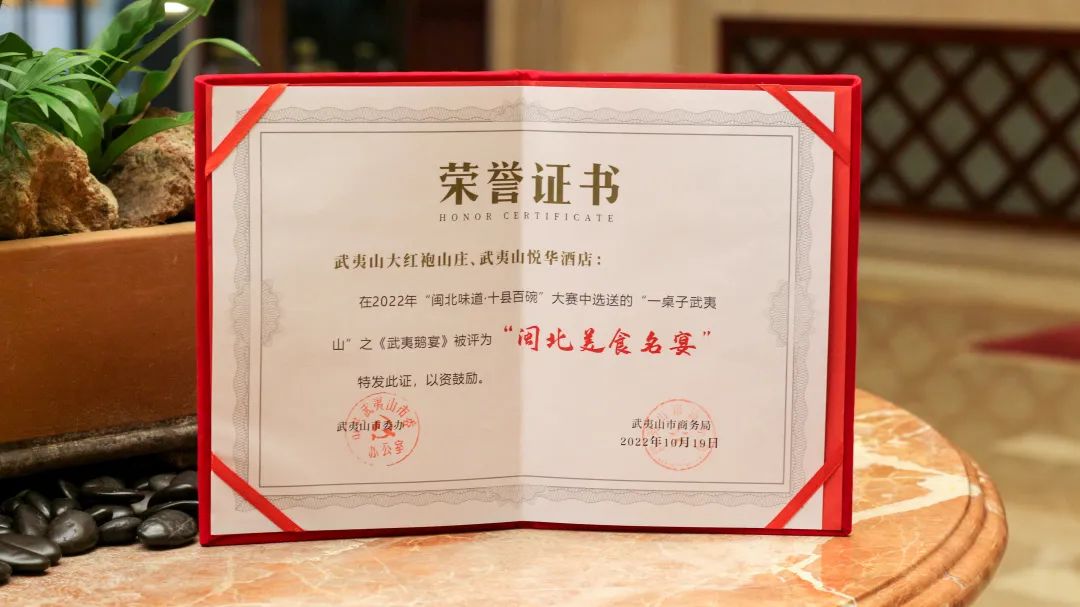 荣誉证书
HONOR CERTIFICATE
武夷山大红袍山庄、武夷山悦华酒店：
在2022年“闽北味道·十县百碗”大赛中选送的“一桌子武夷
山”之《武夷鹅宴》被评为“闽北美食名宴”
特发此证，以资鼓励。
武夷山市委办
武夷山市商务局
2022年10月19日
办公室